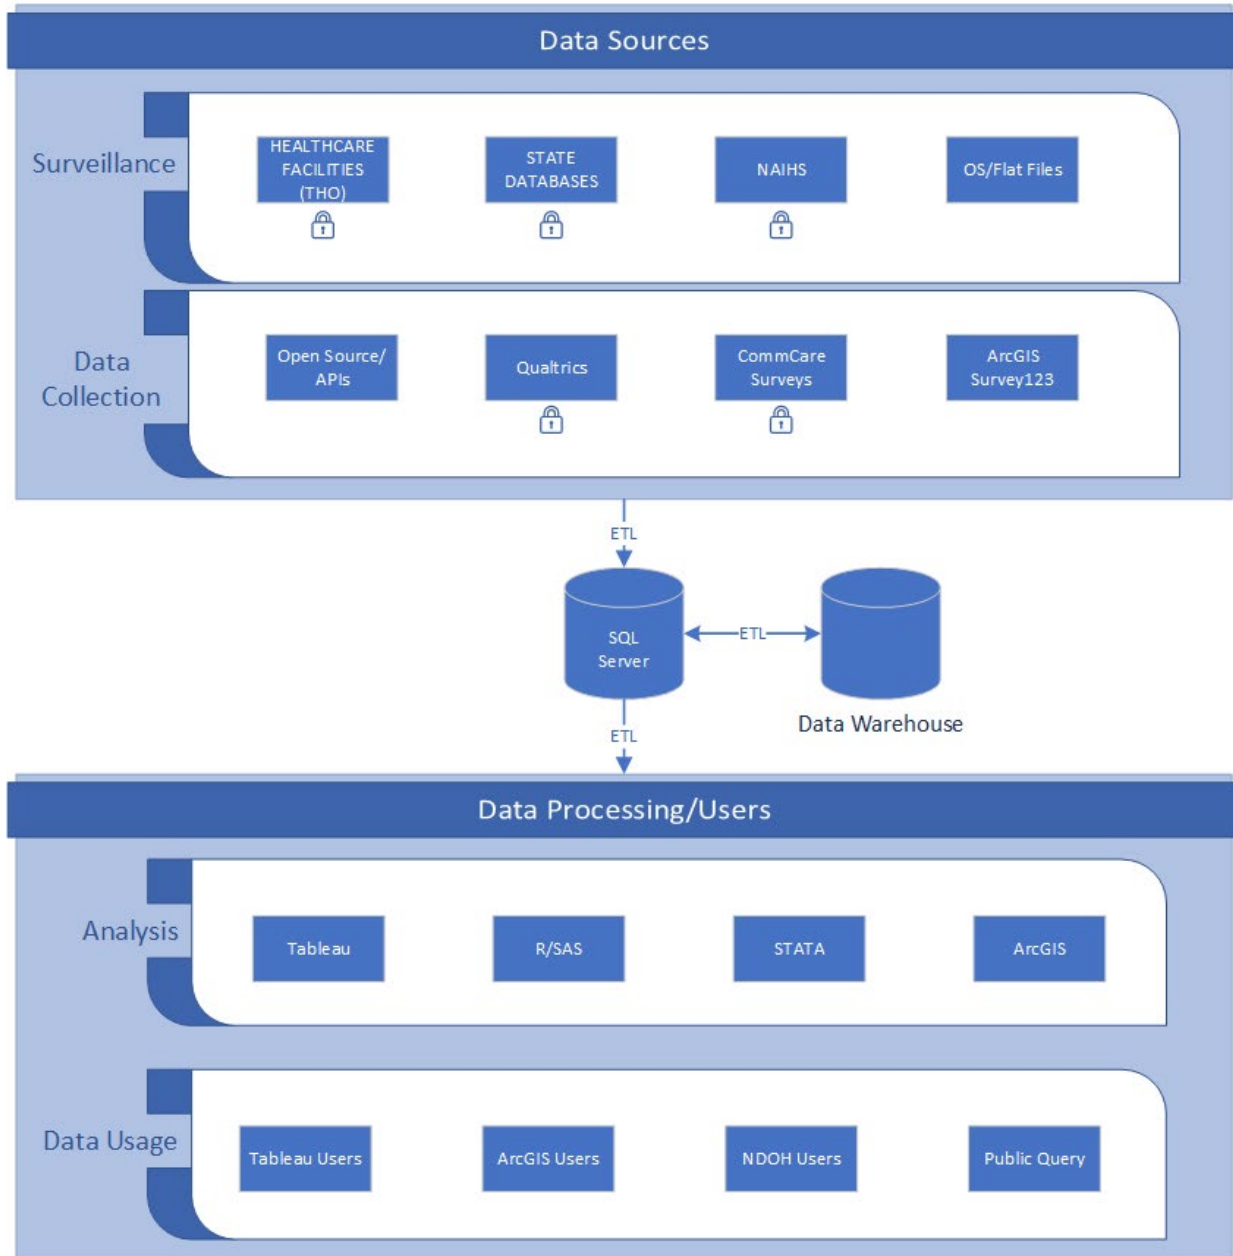 Data Sources
Surveillance
HEALTHCARE
FACILITIES
(THO)
STATE
DATABASES
NAIHS
OS/Flat Files
Data
Collection
Open Source/
APIs
Qualtrics
CommCare
Surveys
ArcGIS
Survey123
ETL
SQL
Server
ETL
Data Warehouse
ETL
Data Processing/Users
Analysis
Tableau
R/SAS
STATA
ArcGIS
Data Usage
Tableau Users
ArcGIS Users
NDOH Users
Public Query